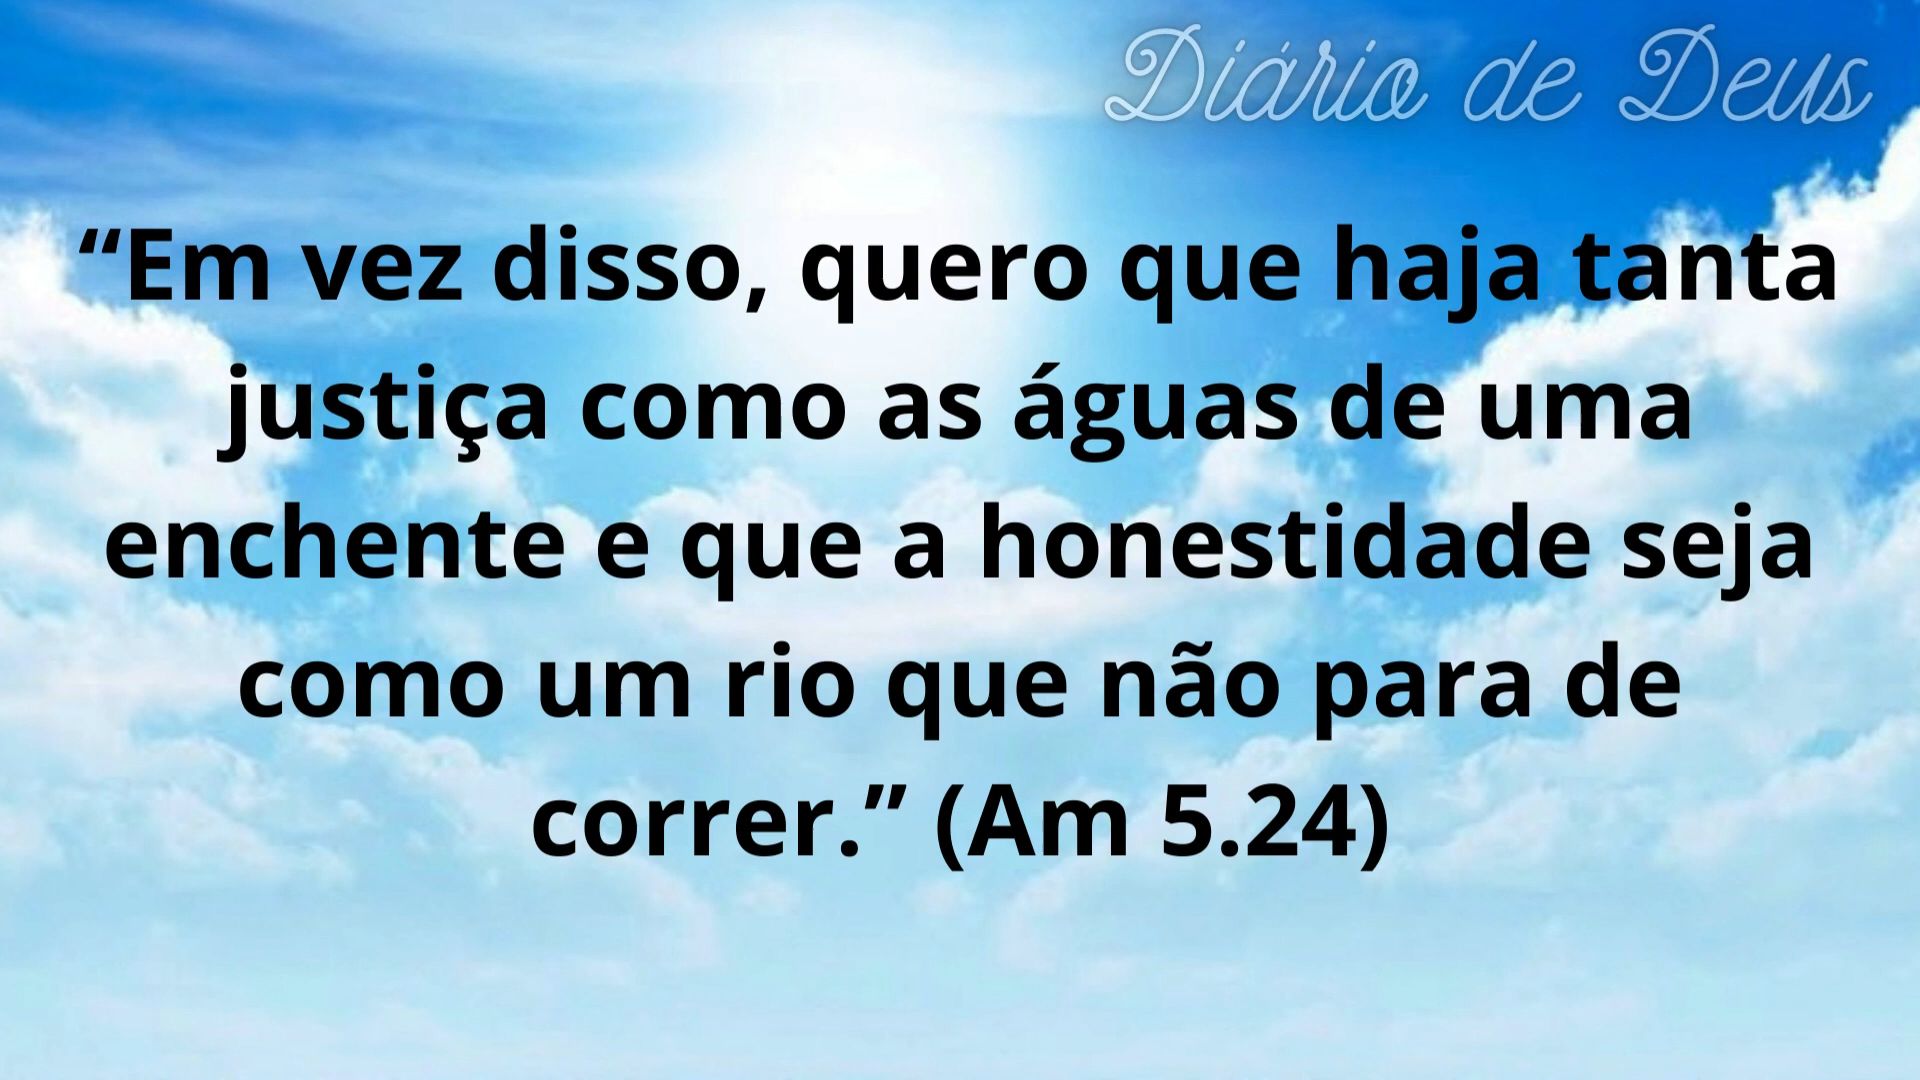 Diário de Deus
“Em vez disso, quero que haja tanta
justiça como as águas de uma
enchente e que a honestidade seja
como um rio que não para de
correr.” (Am 5.24)